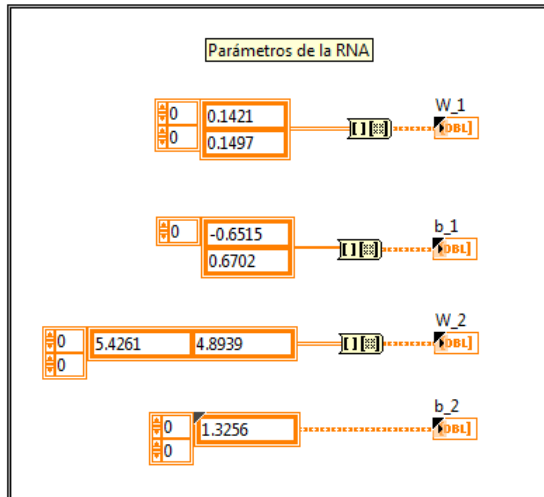 Parámetros de la RNA
W_1
0 0.1421
0 0.1497
[ ] DBL]
b_1
0 -0.6515
0.6702
[ ] DBL]
W_2
0 5.4261 4.8939
[ ] DBL]
0
b_2
0 1.3256
DBL]
0